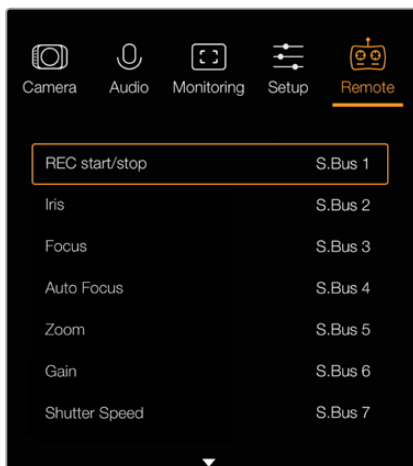 Camera Audio Monitoring Setup Remote
REC start/stop S.Bus 1
Iris S.Bus 2
Focus S.Bus 3
Auto Focus S.Bus 4
Zoom S.Bus 5
Gain S.Bus 6
Shutter Speed S.Bus 7